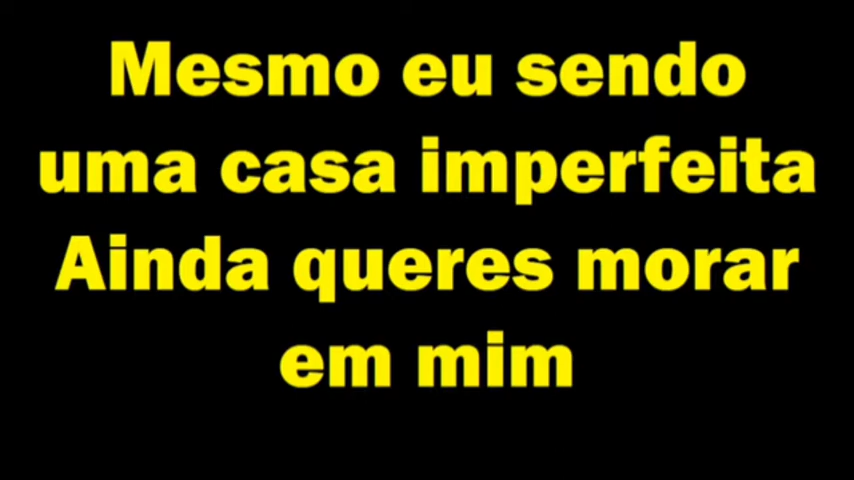 Mesmo eu sendo
uma casa imperfeita
Ainda queres morar
em mim